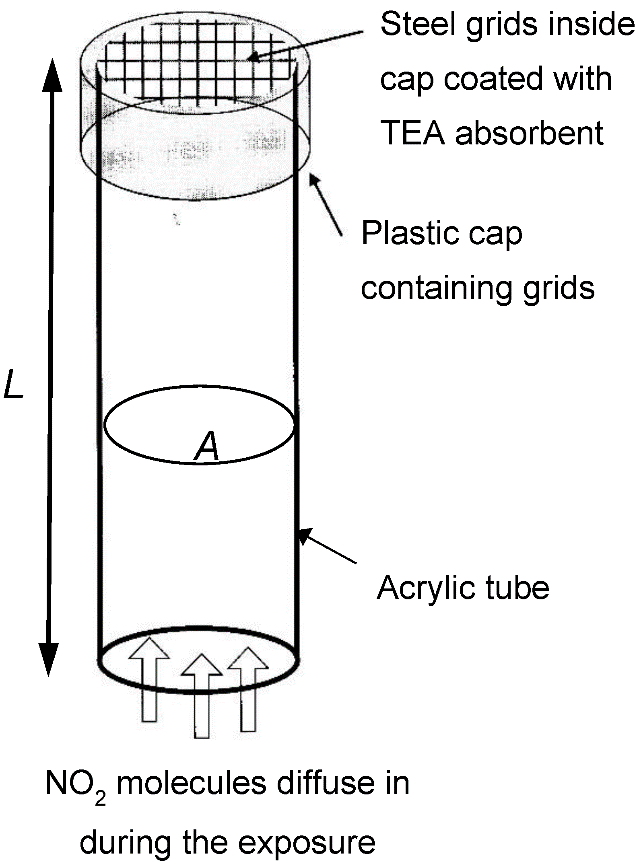 Steel grids inside
cap coated with
TEA absorbent
Plastic cap
containing grids
L
A
Acrylic tube
NO₂ molecules diffuse in
during the exposure